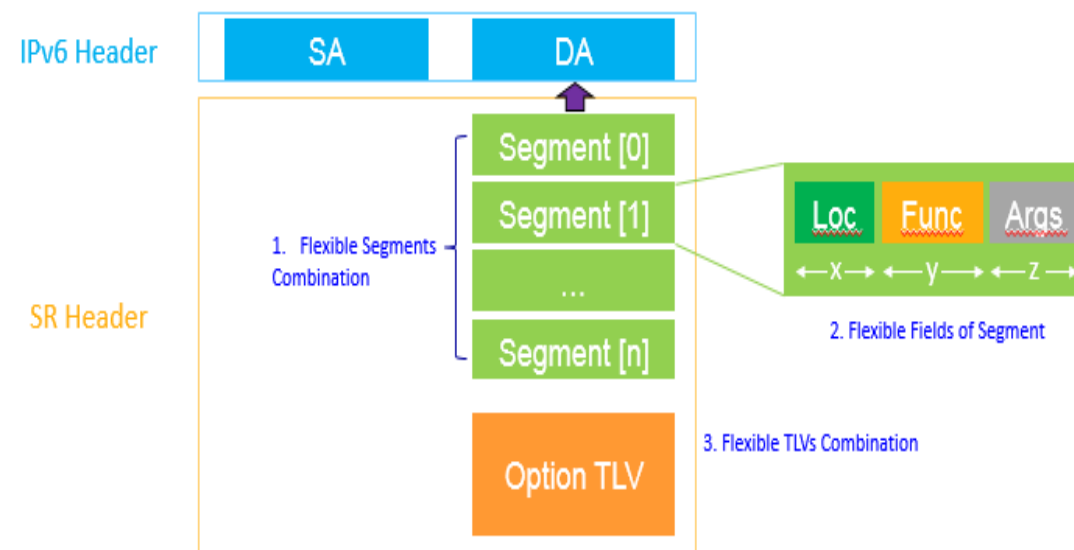 IPv6 Header
SA
DA
Segment [0]
Segment [1]
...
Segment [n]
1. Flexible Segments
Combination
SR Header
Loc Func Args
x y z
2. Flexible Fields of Segment
3. Flexible TLVs Combination
Option TLV